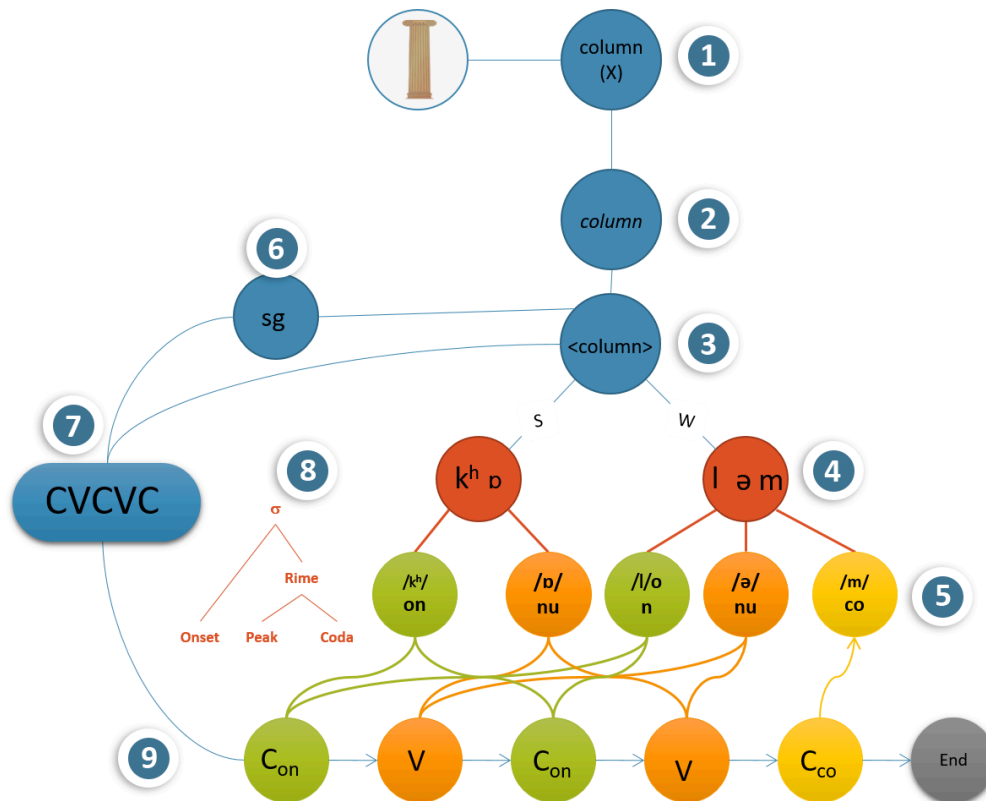 column
(X)
1
column
2
6
sg
<column>
3
S
W
7
CVCVC
8
kʰ ɒ
l ə m
4
σ
Rime
Onset Peak Coda
/kʰ/
on
/ɒ/
nu
/l/o
n
/ə/
nu
/m/
co
5
9
Con
V
Con
V
Cco
End